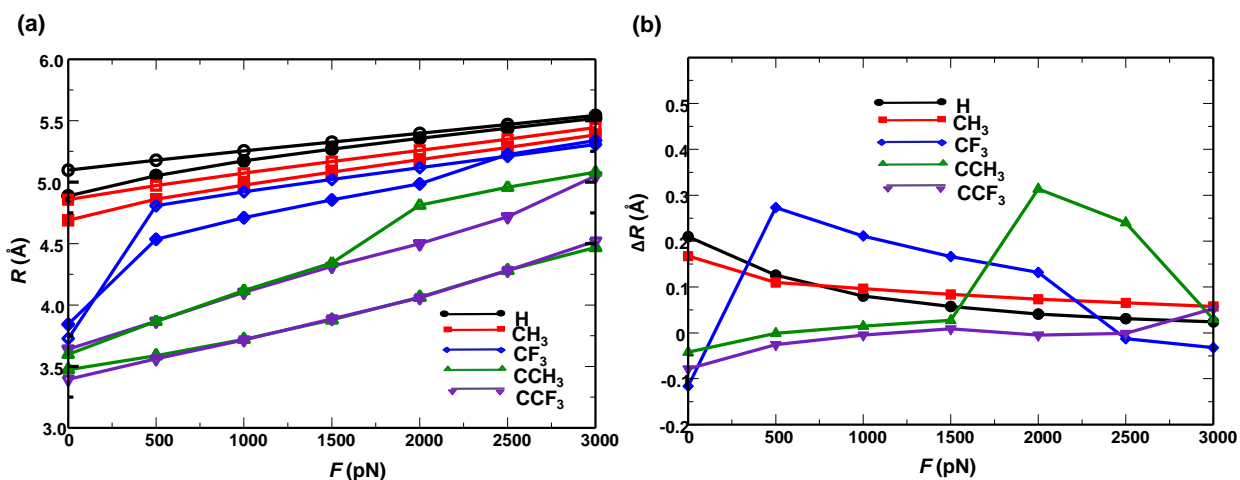 (a)
6.0
5.5
5.0
4.5
4.0
3.5
3.0
R (Å)
0 500 1000 1500 2000 2500 3000
F (pN)
H
CH3
CF3
CCH3
CCF3
(b)
0.5
0.4
0.3
0.2
0.1
0
-0.1
-0.2
ΔR (Å)
0 500 1000 1500 2000 2500 3000
F (pN)
H
CH3
CF3
CCH3
CCF3